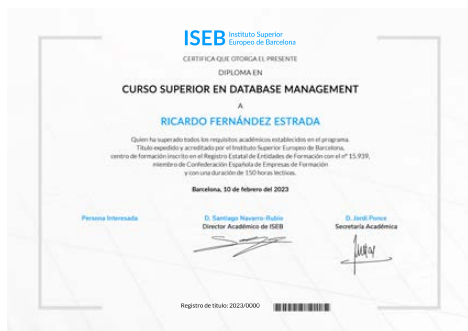 ISEB Instituto Superior
Europeo de Barcelona
CERTIFICA QUE OTORGA EL PRESENTE
DIPLOMA EN
CURSO SUPERIOR EN DATABASE MANAGEMENT
A
RICARDO FERNÁNDEZ ESTRADA
Quien ha superado todos los requisitos académicos establecidos en el programa.
Título expedido y acreditado por el Instituto Superior Europeo de Barcelona,
centro de formación inscrito en el Registro Estatal de Entidades de Formación con el nº 15.939,
miembro de Confederación Española de Empresas de Formación
y con una duración de 150 horas lectivas.
Barcelona, 10 de febrero del 2023
Persona Interesada
D. Santiago Navarro-Rubio
Director Académico de ISEB
D. Jordi Ponce
Secretaría Académica
Registro de título: 2023/0000